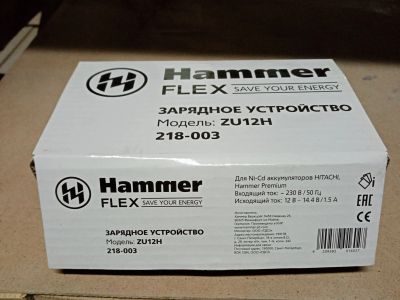 Hammer
FLEX SAVE YOUR ENERGY
ЗАРЯДНОЕ УСТРОЙСТВО
Модель: ZU12H
218-003
Hammer
FLEX SAVE YOUR ENERGY
ЗАРЯДНОЕ УСТРОЙСТВО
Модель: ZU12H
218-003
Для Ni-Cd аккумуляторов HITACHI,
Hammer Premium
Входящий ток: ~ 230 В / 50 Гц
Исходящий ток: 12 В – 14.4 В / 1.5 А
EAC
CE